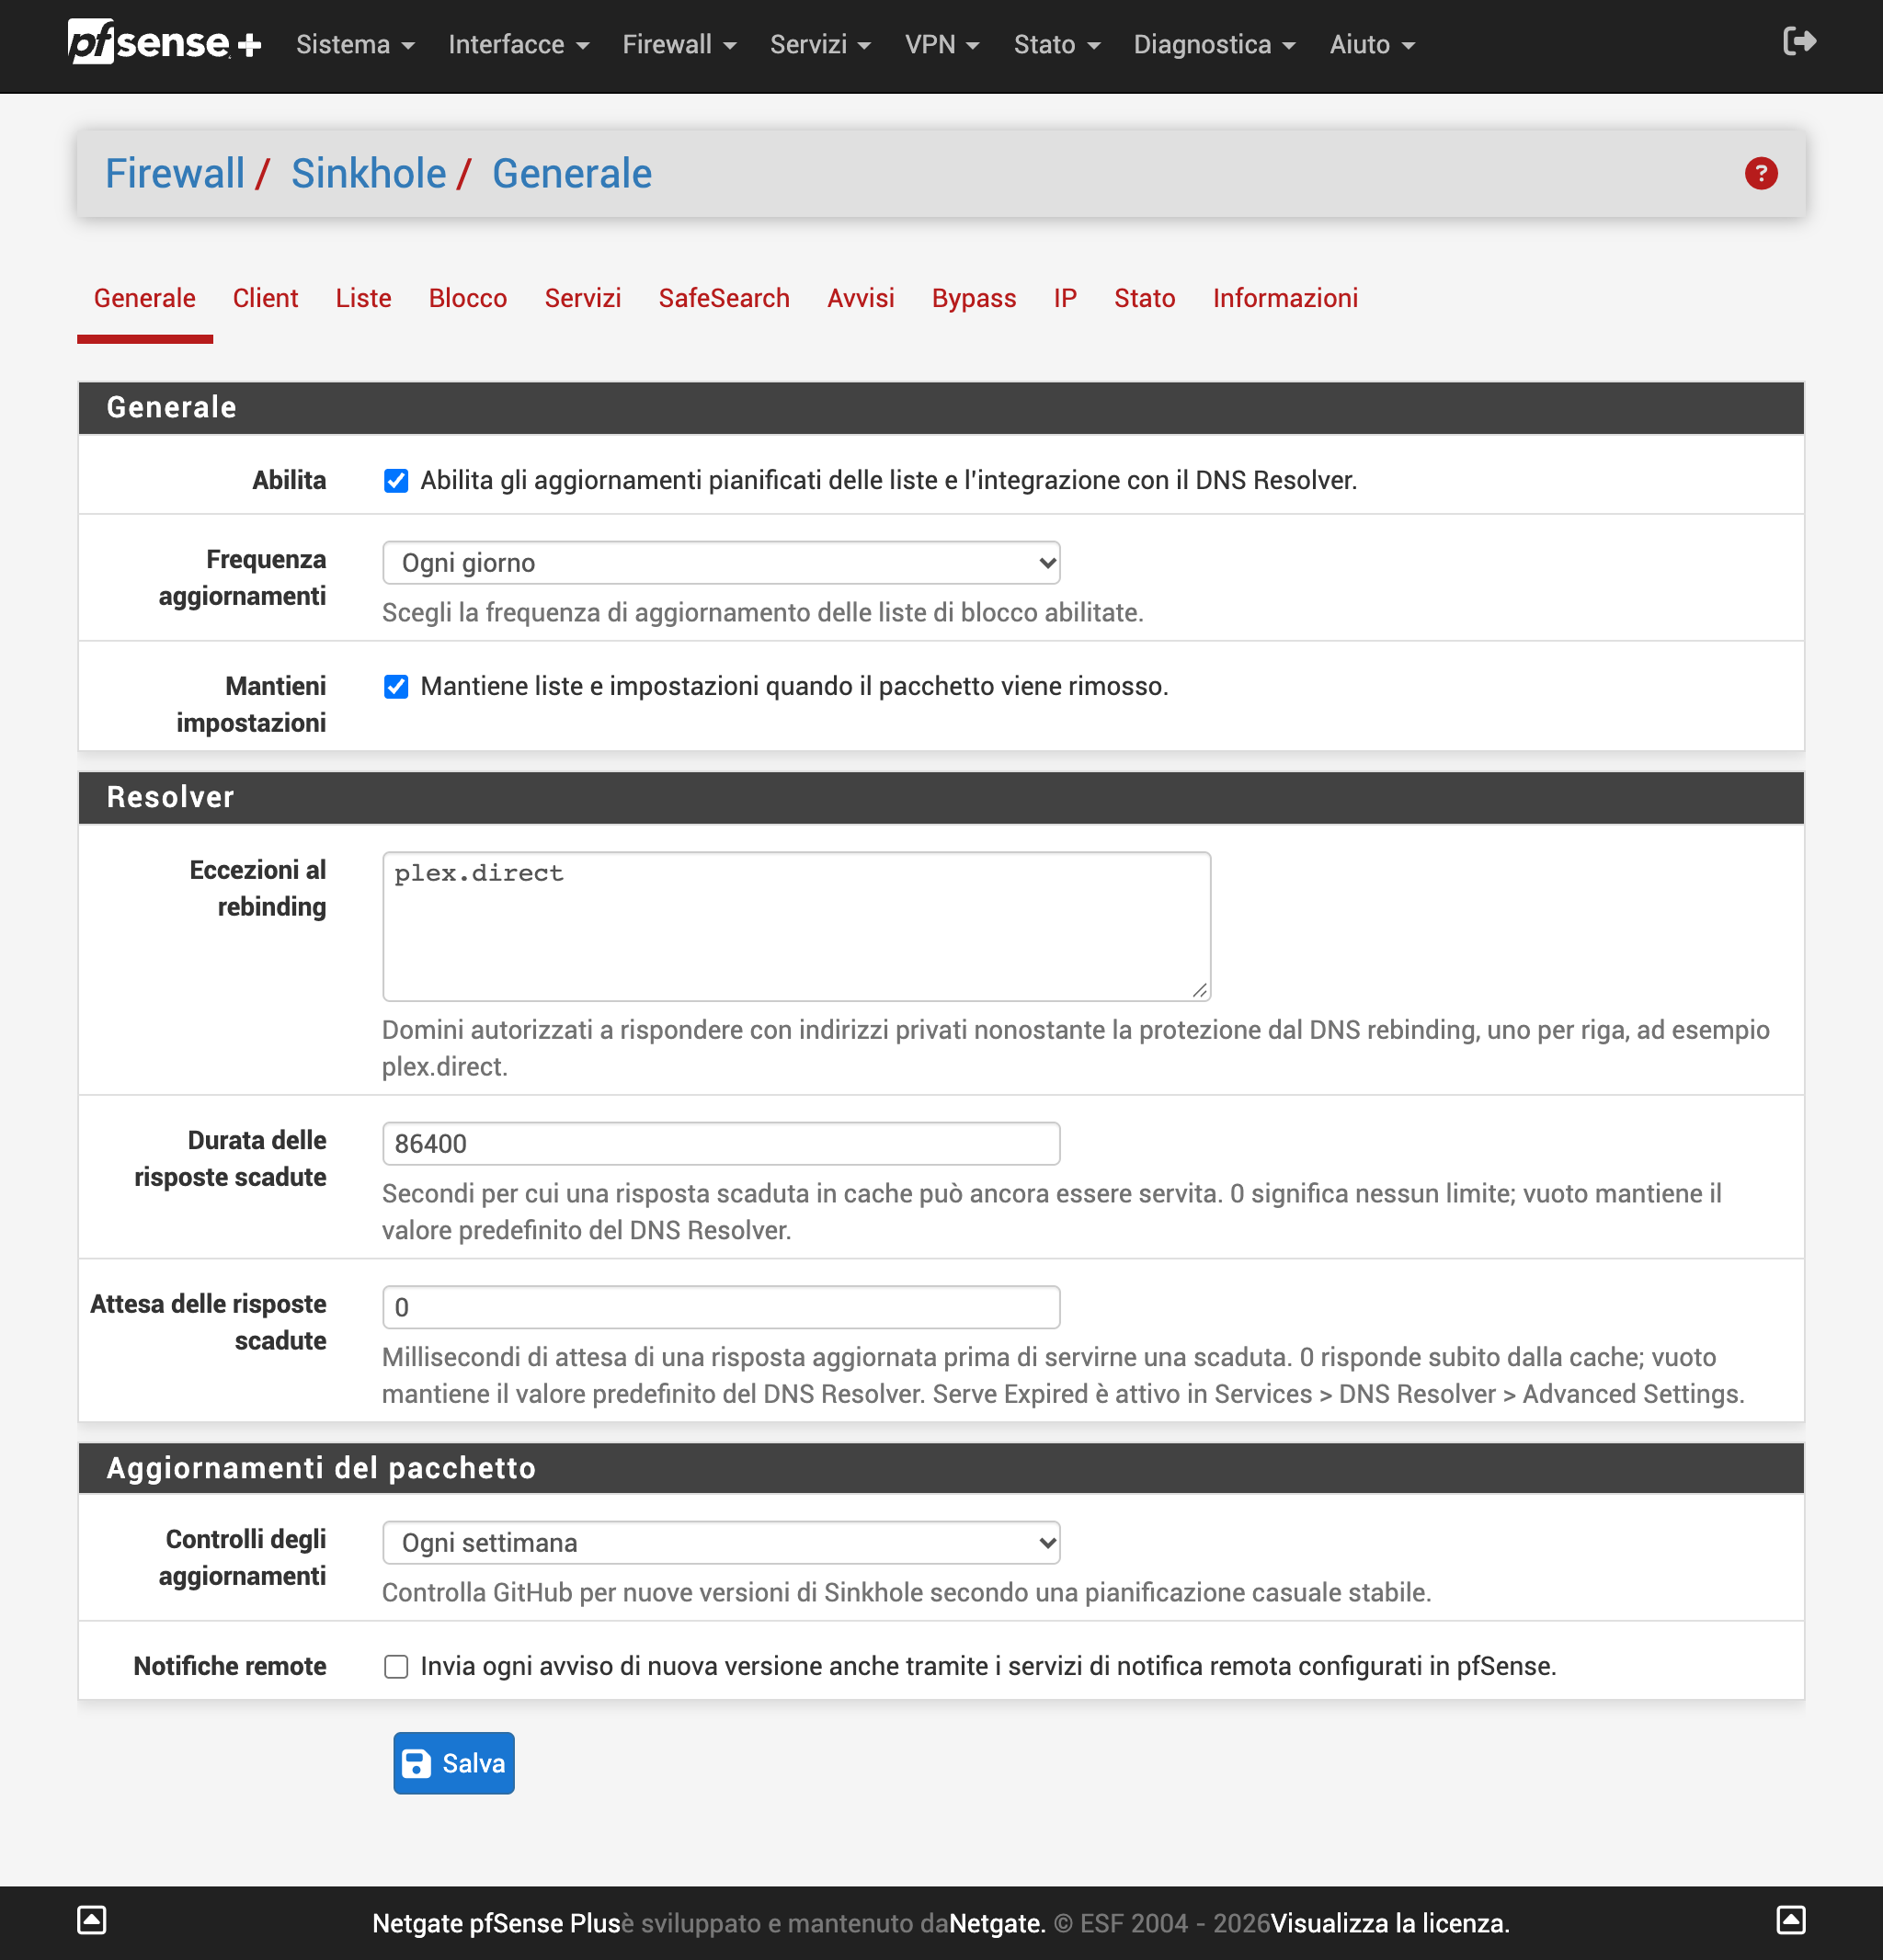 pfsense+ Sistema Interfacce Firewall Servizi VPN Stato Diagnostica Aiuto
Firewall / Sinkhole / Generale
?
Generale Client Liste Blocco Servizi SafeSearch Avvisi Bypass IP Stato Informazioni
Generale
Abilita Abilita gli aggiornamenti pianificati delle liste e l'integrazione con il DNS Resolver.
Frequenza aggiornamenti
Ogni giorno
Scegli la frequenza di aggiornamento delle liste di blocco abilitate.
Mantieni impostazioni
Mantiene liste e impostazioni quando il pacchetto viene rimosso.
Resolver
Eccezioni al rebinding
plex.direct
Domini autorizzati a rispondere con indirizzi privati nonostante la protezione dal DNS rebinding, uno per riga, ad esempio
plex.direct.
Durata delle risposte scadute
86400
Secondi per cui una risposta scaduta in cache può ancora essere servita. 0 significa nessun limite; vuoto mantiene il
valore predefinito del DNS Resolver.
Attesa delle risposte scadute
0
Millisecondi di attesa di una risposta aggiornata prima di servirne una scaduta. 0 risponde subito dalla cache; vuoto
mantiene il valore predefinito del DNS Resolver. Serve Expired è attivo in Services > DNS Resolver > Advanced Settings.
Aggiornamenti del pacchetto
Controlli degli aggiornamenti
Ogni settimana
Controlla GitHub per nuove versioni di Sinkhole secondo una pianificazione casuale stabile.
Notifiche remote Invia ogni avviso di nuova versione anche tramite i servizi di notifica remota configurati in pfSense.
Salva
Netgate pfSense Plusè sviluppato e mantenuto daNetgate. © ESF 2004 - 2026Visualizza la licenza.